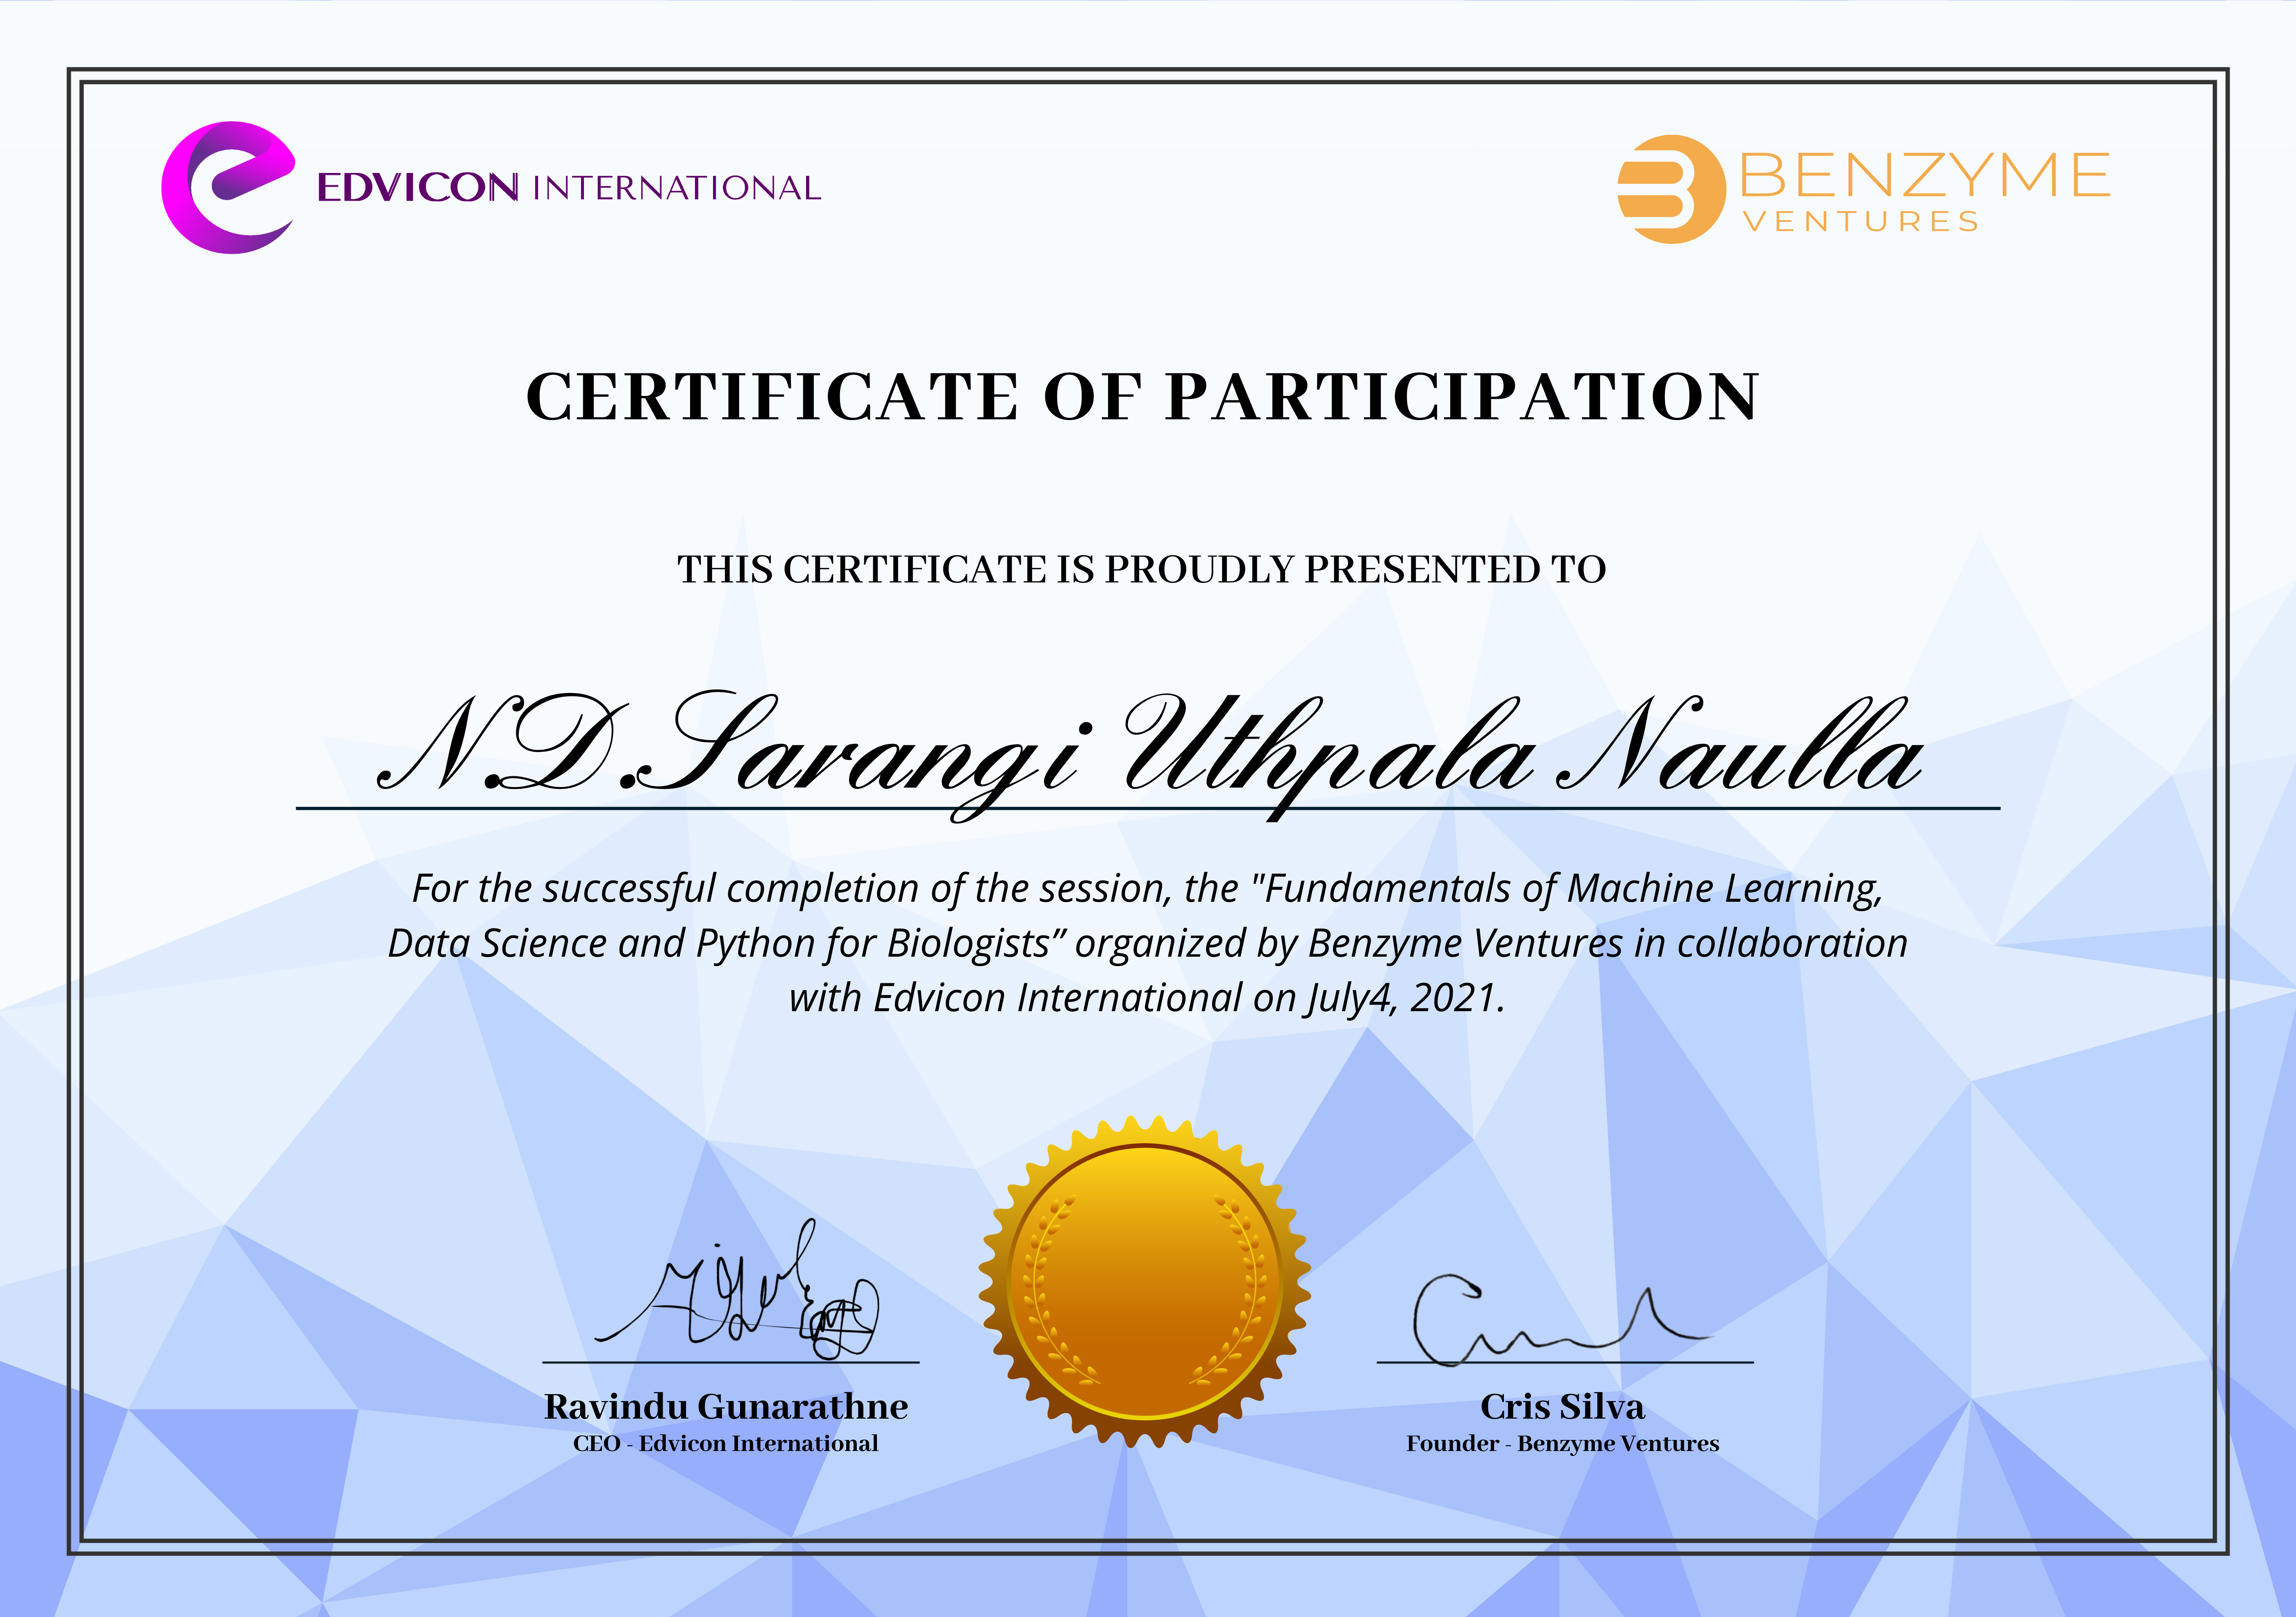 EDVICON INTERNATIONAL
BENZYME
VENTURES
CERTIFICATE OF PARTICIPATION
THIS CERTIFICATE IS PROUDLY PRESENTED TO
N.D.Sarangi Uthpala Naulla
For the successful completion of the session, the "Fundamentals of Machine Learning,
Data Science and Python for Biologists” organized by Benzyme Ventures in collaboration
with Edvicon International on July4, 2021.
Ravindu Gunarathne
CEO - Edvicon International
Cris Silva
Founder - Benzyme Ventures